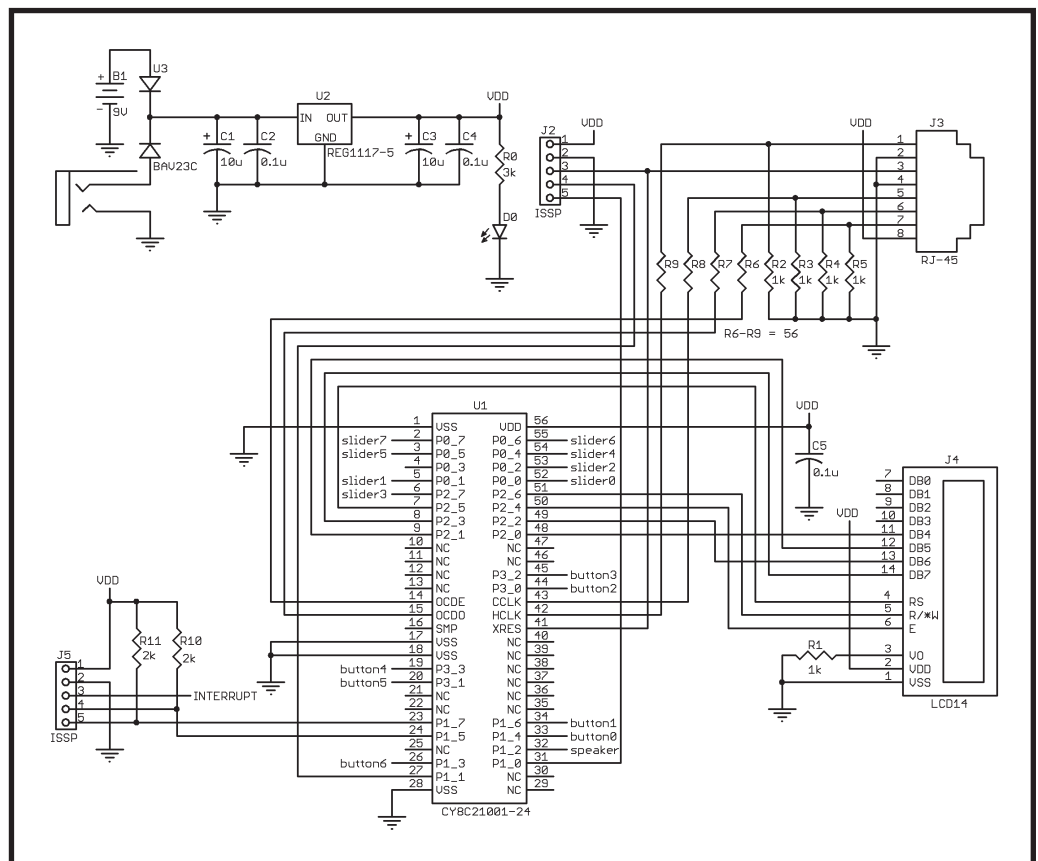 + B1
- 9V
U3
BAV23C
+ C1
10u
C2
0.1u
U2
IN OUT
GND
REG1117-5
+ C3
10u
C4
0.1u
VDD
R0
3k
D0
J2
1
2
3
4
5
ISSP
VDD
VDD
J3
1
2
3
4
5
6
7
8
RJ-45
R9 R8 R7 R6 R2 R3 R4 R5
1k 1k 1k 1k
R6-R9 = 56
U1
1 VSS
slider7 2 P0_7
slider5 3 P0_5
4 P0_3
slider1 5 P0_1
slider3 6 P2_7
7 P2_5
8 P2_3
9 P2_1
10 NC
11 NC
12 NC
13 NC
14 OCDE
15 OCDO
16 SMP
17 VSS
18 VSS
button4 19 P3_3
button5 20 P3_1
21 NC
22 NC
23 P1_7
24 P1_5
25 NC
button6 26 P1_3
27 P1_1
28 VSS
VDD 56
P0_6 55 slider6
P0_4 54 slider4
P0_2 53 slider2
P0_0 52 slider0
P2_6 51
P2_4 50
P2_2 49
P2_0 48
NC 47
NC 46
P3_2 45 button3
P3_0 44 button2
CCLK 43
HCLK 42
XRES 41
NC 40
NC 39
NC 38
NC 37
NC 36
NC 35
P1_6 34 button1
P1_4 33 button0
P1_2 32 speaker
P1_0 31
NC 30
NC 29
CY8C21001-24
VDD
C5
0.1u
VDD
J4
7 DB0
8 DB1
9 DB2
10 DB3
11 DB4
12 DB5
13 DB6
14 DB7
4 RS
5 R/*W
6 E
3 VO
2 VDD
1 VSS
LCD14
R1
1k
VDD
R11
2k
R10
2k
J5
1
2
3
4
5
ISSP
INTERRUPT